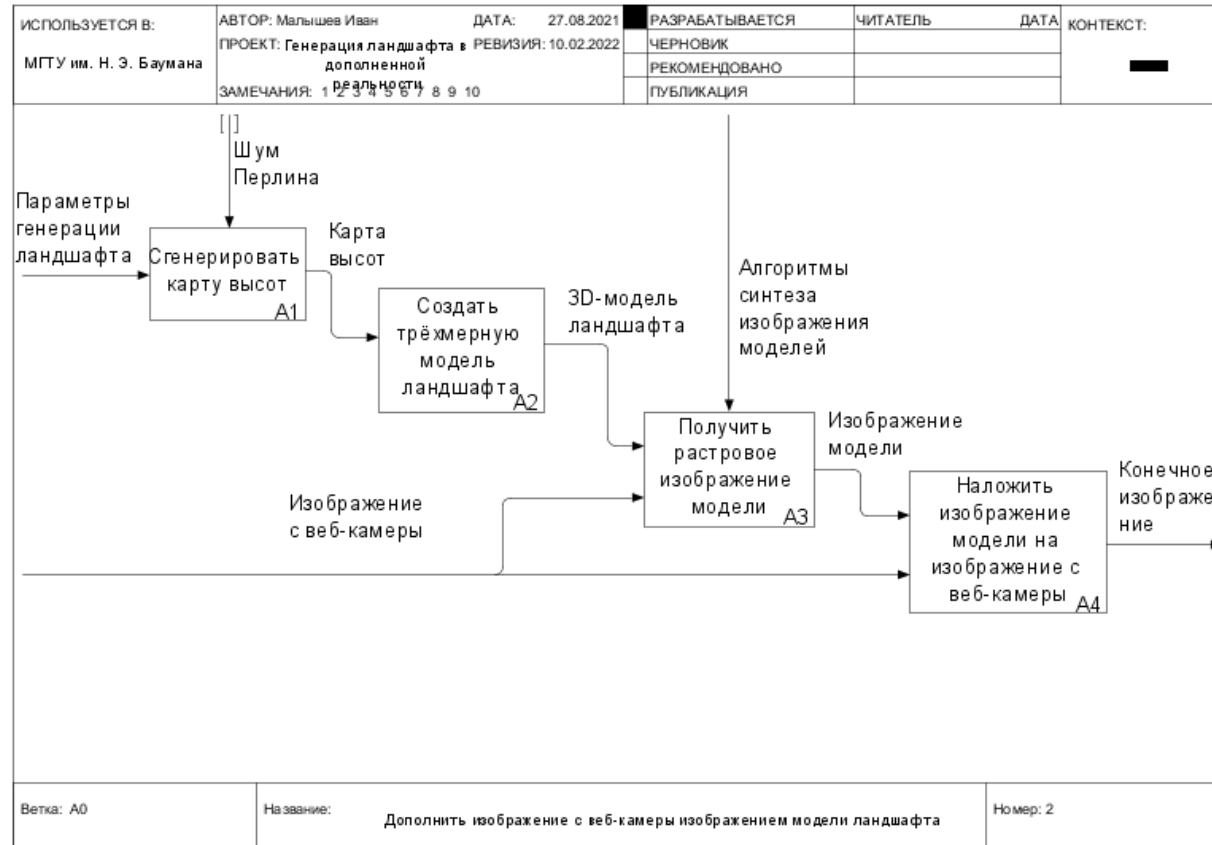 ИСПОЛЬЗУЕТСЯ В:
МГТУ им. Н. Э. Баумана
АВТОР: Малышев Иван
ДАТА: 27.08.2021
ПРОЕКТ: Генерация ландшафта в
дополненной
реальности
РЕВИЗИЯ: 10.02.2022
ЗАМЕЧАНИЯ: 1 2 3 4 5 6 7 8 9 10
РАЗРАБАТЫВАЕТСЯ
ЧЕРНОВИК
РЕКОМЕНДОВАНО
ПУБЛИКАЦИЯ
ЧИТАТЕЛЬ ДАТА
КОНТЕКСТ:
Шум
Перлина
Параметры
генерации
ландшафта
Сгенерировать
карту высот
A1
Карта
высот
Создать
трёхмерную
модель
ландшафта
A2
3D-модель
ландшафта
Алгоритмы
синтеза
изображения
моделей
Получить
растровое
изображение
модели
A3
Изображение
с веб-камеры
Изображение
модели
Наложить
изображение
модели на
изображение с
веб-камеры
A4
Конечное
изображе
ние
Ветка: A0
Название:
Дополнить изображение с веб-камеры изображением модели ландшафта
Номер: 2